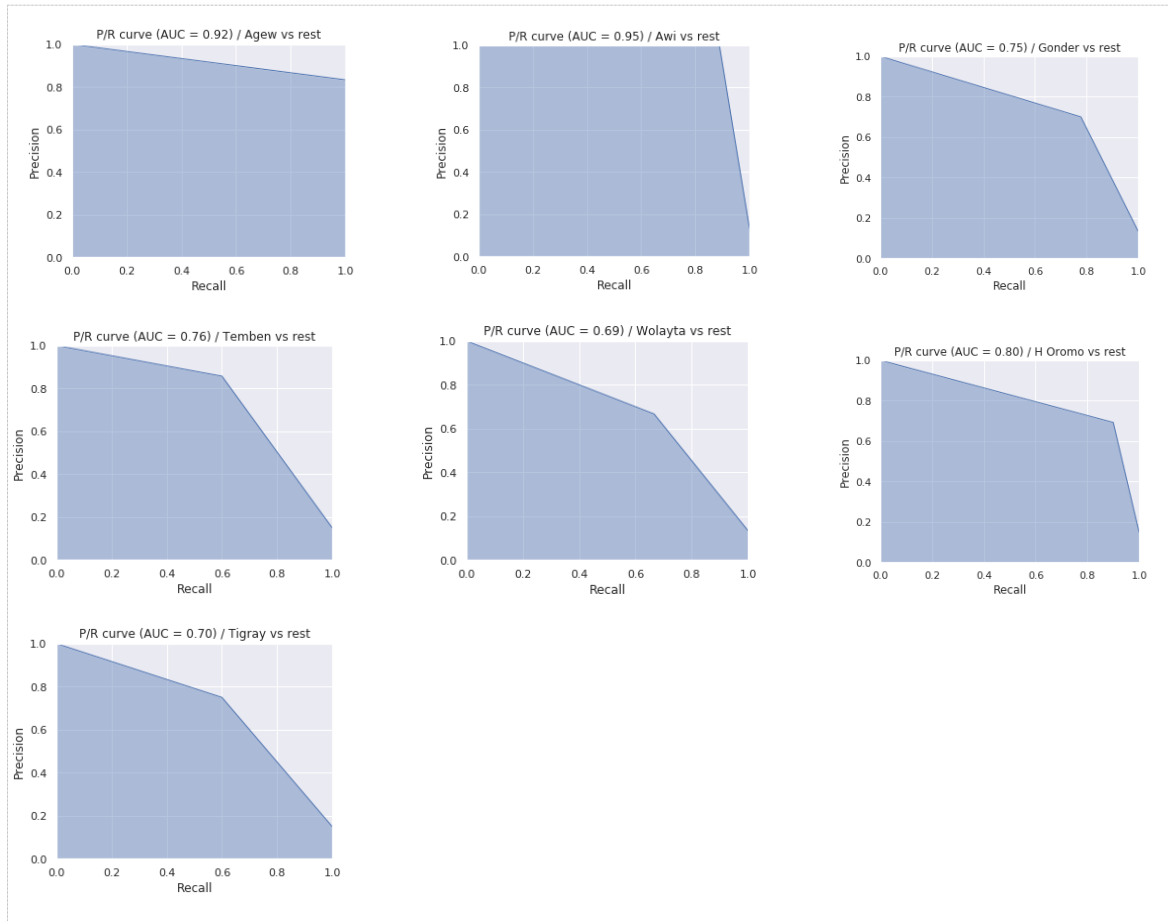 P/R curve (AUC = 0.92) / Agew vs rest
1.0
0.8
0.6
0.4
0.2
0.0
Precision
0.0 0.2 0.4 0.6 0.8 1.0
Recall
P/R curve (AUC = 0.95) / Awi vs rest
1.0
0.8
0.6
0.4
0.2
0.0
Precision
0.0 0.2 0.4 0.6 0.8 1.0
Recall
P/R curve (AUC = 0.75) / Gonder vs rest
1.0
0.8
0.6
0.4
0.2
0.0
Precision
0.0 0.2 0.4 0.6 0.8 1.0
Recall
P/R curve (AUC = 0.76) / Temben vs rest
1.0
0.8
0.6
0.4
0.2
0.0
Precision
0.0 0.2 0.4 0.6 0.8 1.0
Recall
P/R curve (AUC = 0.69) / Wolayta vs rest
1.0
0.8
0.6
0.4
0.2
0.0
Precision
0.0 0.2 0.4 0.6 0.8 1.0
Recall
P/R curve (AUC = 0.80) / H Oromo vs rest
1.0
0.8
0.6
0.4
0.2
0.0
Precision
0.0 0.2 0.4 0.6 0.8 1.0
Recall
P/R curve (AUC = 0.70) / Tigray vs rest
1.0
0.8
0.6
0.4
0.2
0.0
Precision
0.0 0.2 0.4 0.6 0.8 1.0
Recall